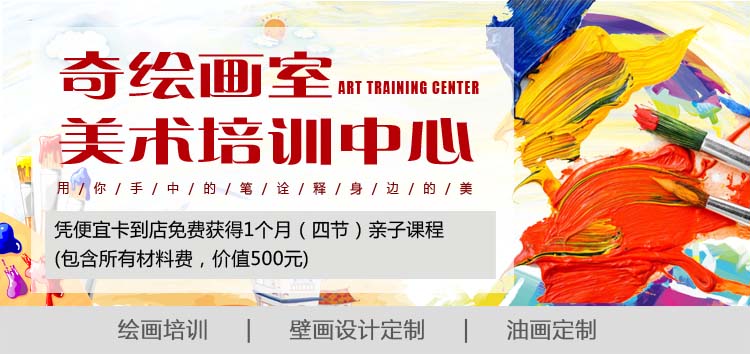 奇绘画室 ART TRAINING CENTER
美术培训中心
用/你/手/中/的/笔/诠/释/身/边/的/美
凭便宜卡到店免费获得1个月（四节）亲子课程
(包含所有材料费，价值500元)
绘画培训 | 壁画设计定制 | 油画定制